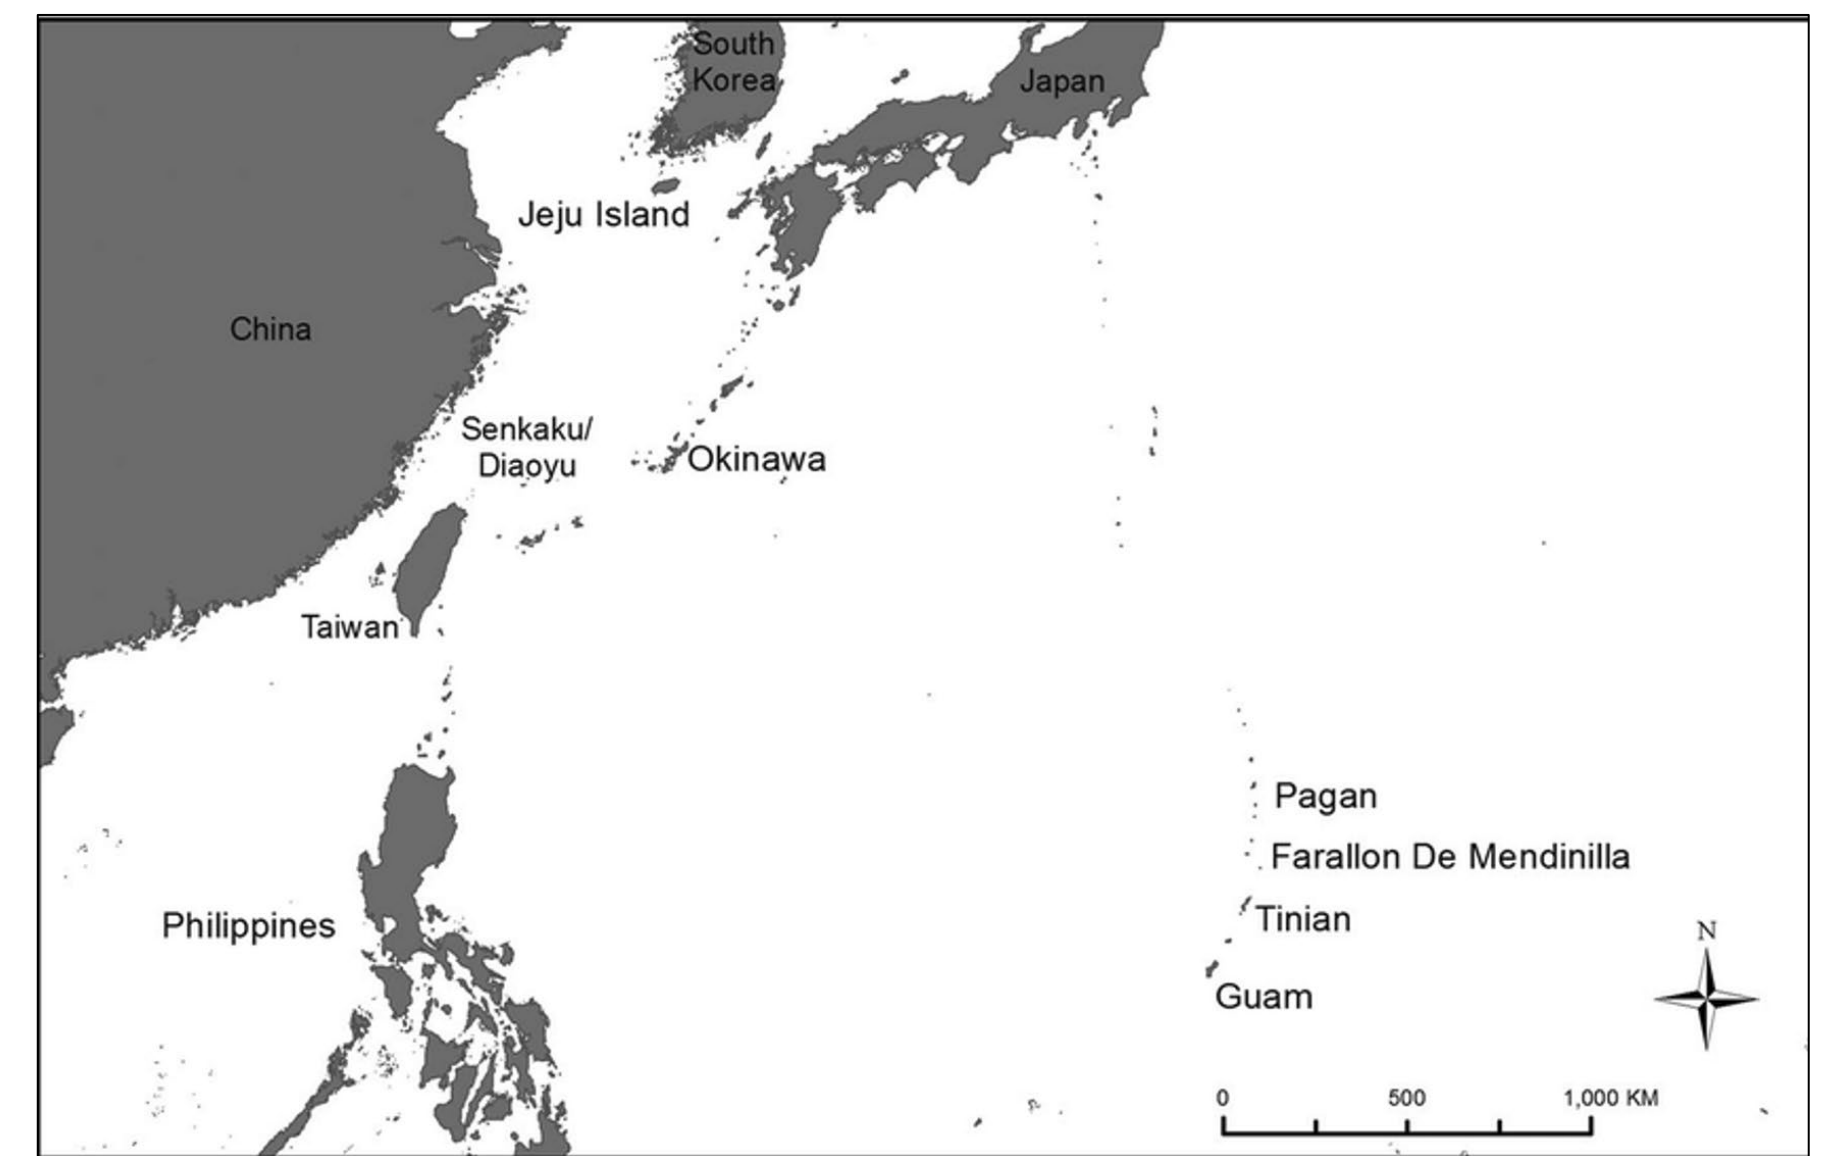 South
Korea
Japan
Jeju Island
China
Senkaku/
Diaoyu
Okinawa
Taiwan
Pagan
Farallon De Mendinilla
Tinian
Philippines
N
Guam
0 500 1,000 KM